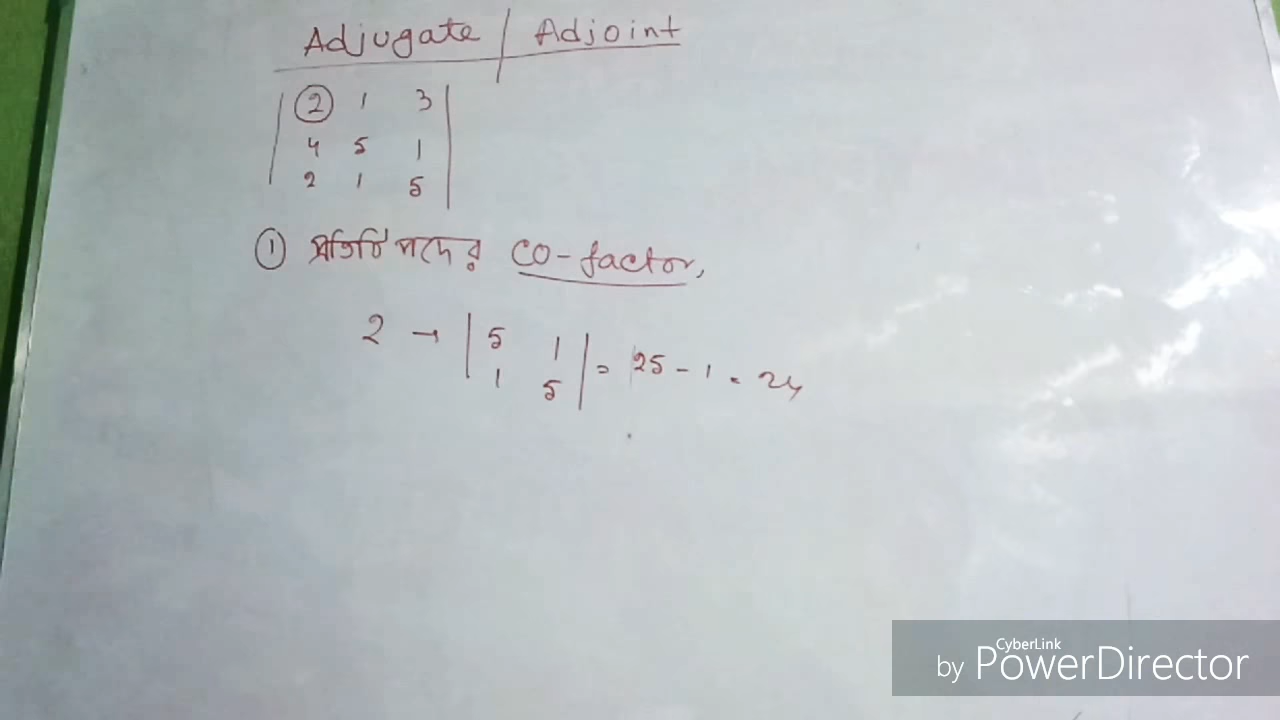 Adjugate / Adjoint
| 2 1 3 |
| 4 5 1 |
| 2 1 5 |
① প্রতিটি পদের co-factor,
2 → | 5 1 | = 25 - 1 = 24
| 1 5 |
CyberLink
by PowerDirector